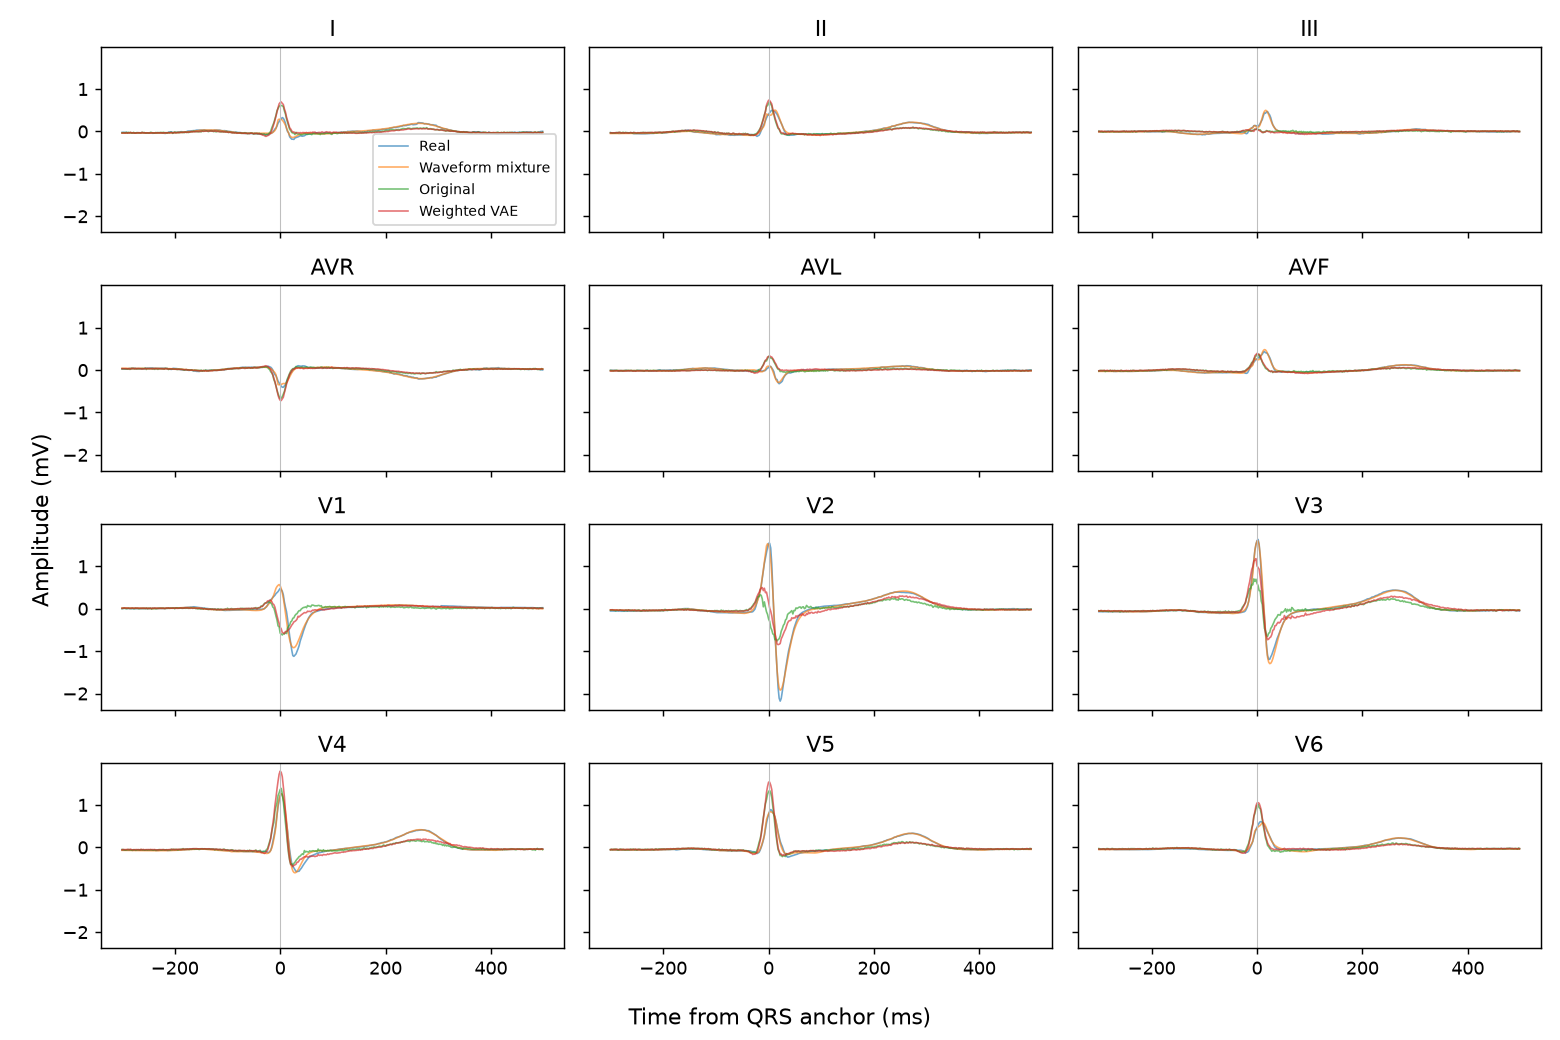 I
II
III
1
0
−1
−2
Real
Waveform mixture
Original
Weighted VAE
AVR
AVL
AVF
1
0
−1
−2
V1
V2
V3
1
0
−1
−2
V4
V5
V6
1
0
−1
−2
−200 0 200 400
−200 0 200 400
−200 0 200 400
Amplitude (mV)
Time from QRS anchor (ms)